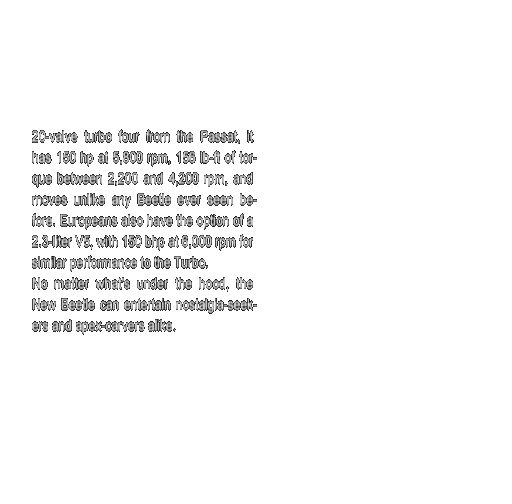 20-valve turbo four from the Passat, it
has 150 hp at 5,800 rpm, 156 lb-ft of tor-
que between 2,200 and 4,200 rpm, and
moves unlike any Beetle ever seen be-
fore. Europeans also have the option of a
2.3-liter V5, with 150 bhp at 6,000 rpm for
similar performance to the Turbo.
No matter what's under the hood, the
New Beetle can entertain nostalgia-seek-
ers and apex-carvers alike.